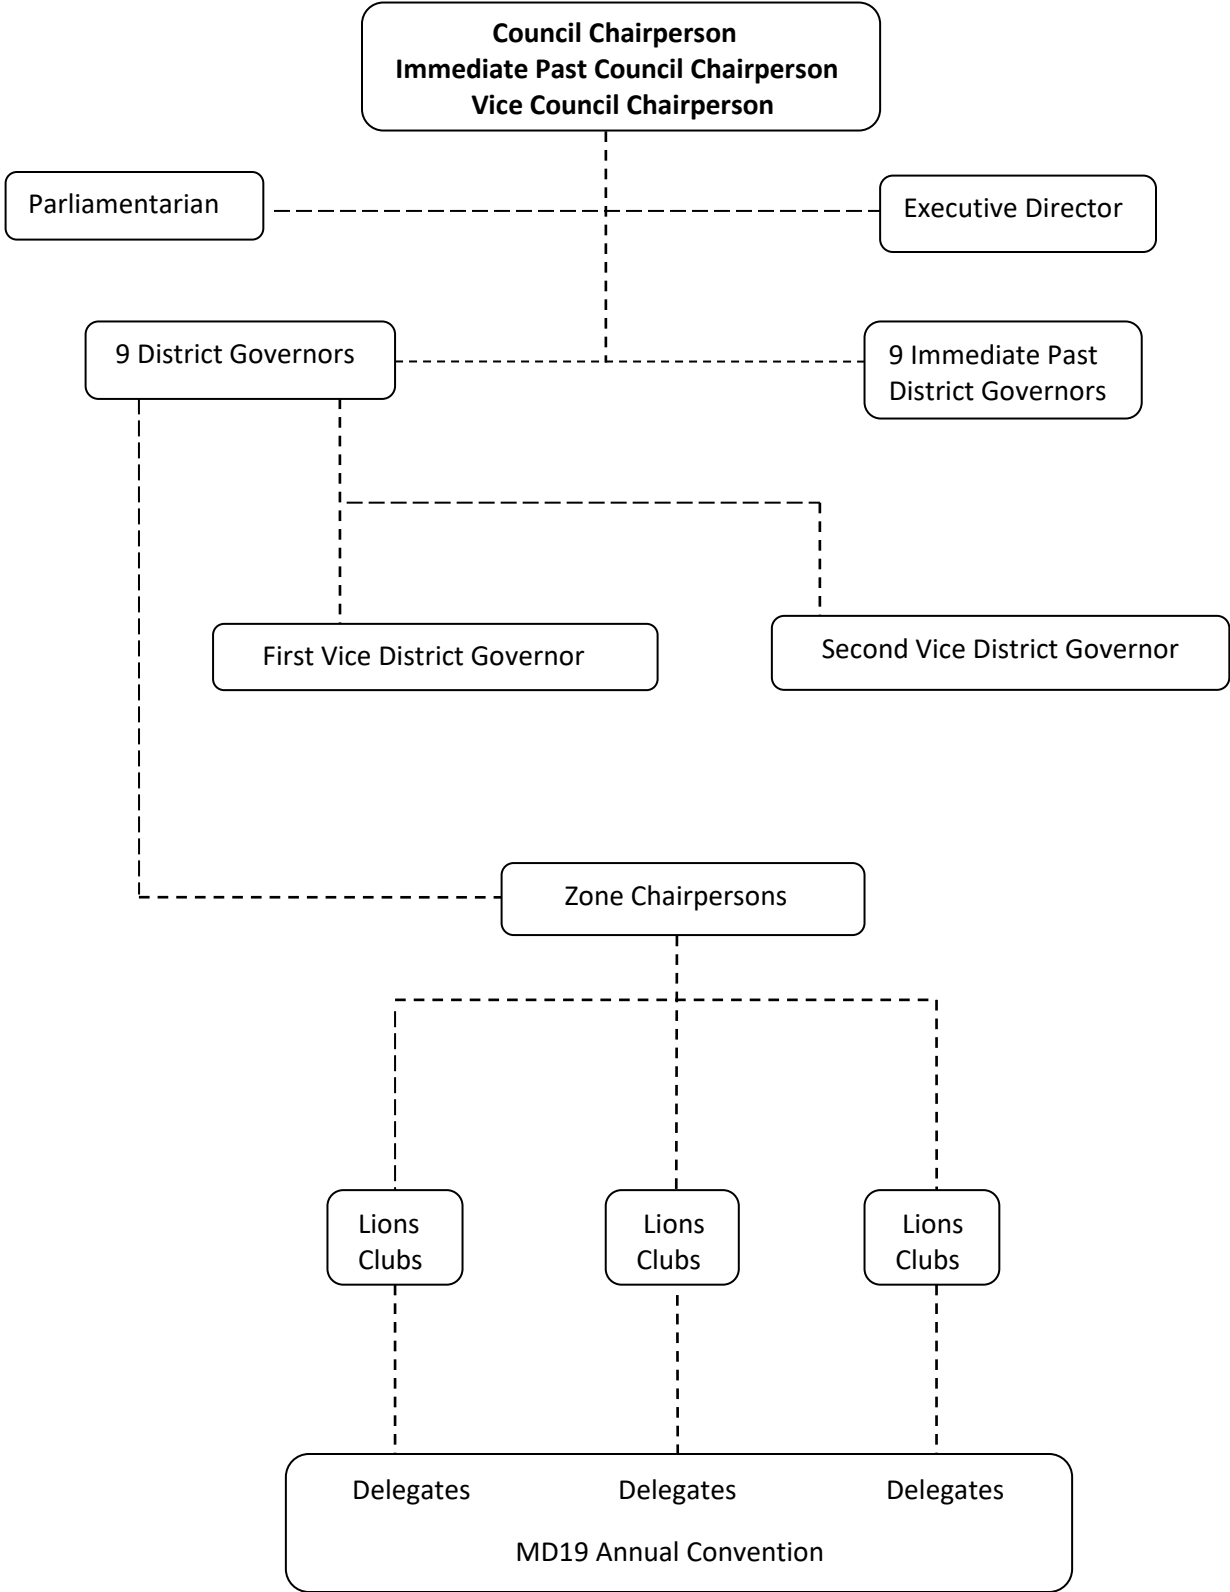 Council Chairperson
Immediate Past Council Chairperson
Vice Council Chairperson
Parliamentarian
Executive Director
9 District Governors
9 Immediate Past
District Governors
First Vice District Governor
Second Vice District Governor
Zone Chairpersons
Lions
Clubs
Lions
Clubs
Lions
Clubs
Delegates
Delegates
Delegates
MD19 Annual Convention